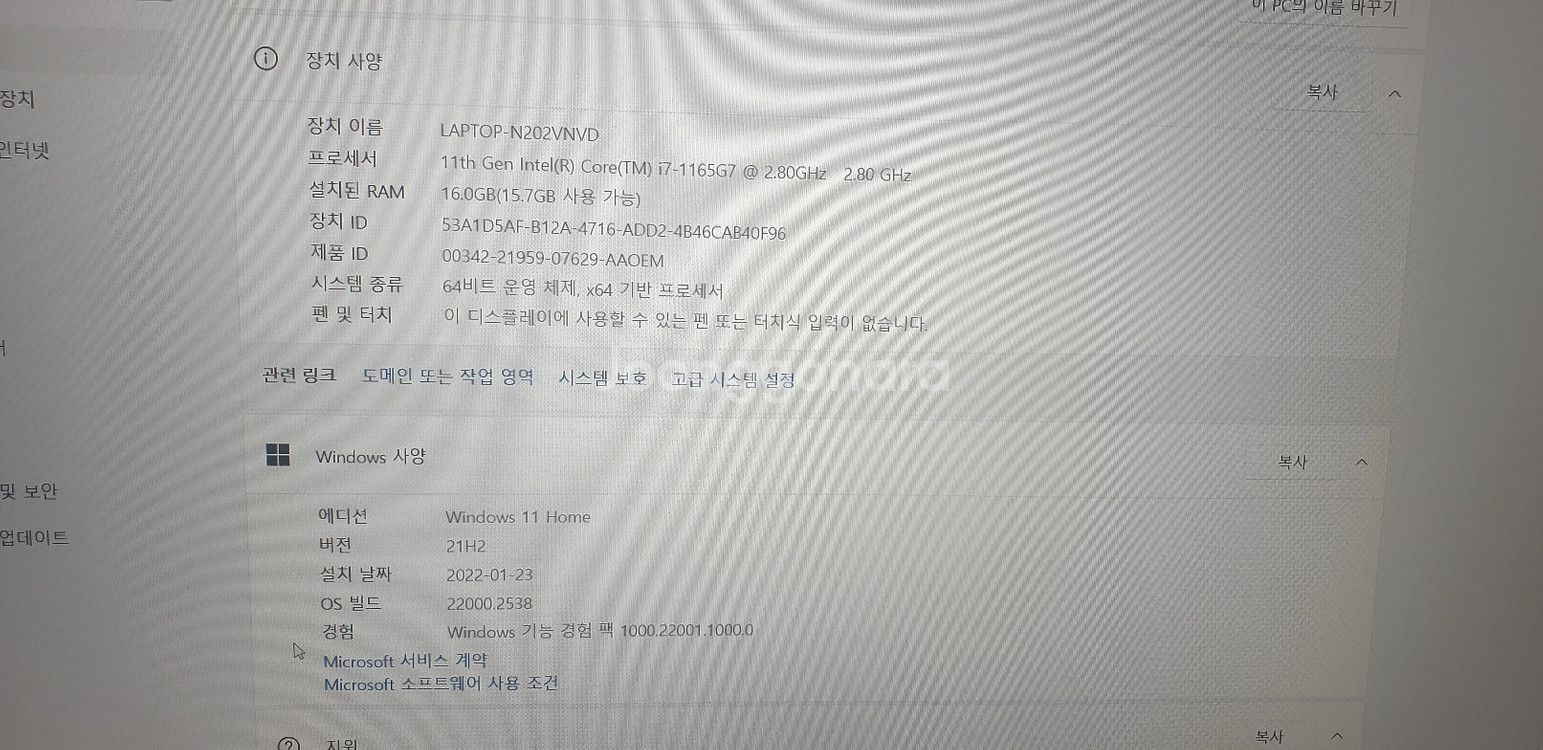 이 PC의 이름 바꾸기
장치 사양
복사
장치
인터넷
장치 이름 LAPTOP-N202VNVD
프로세서 11th Gen Intel(R) Core(TM) i7-1165G7 @ 2.80GHz 2.80 GHz
설치된 RAM 16.0GB(15.7GB 사용 가능)
장치 ID 53A1D5AF-B12A-4716-ADD2-4B46CAB40F96
제품 ID 00342-21959-07629-AAOEM
시스템 종류 64비트 운영 체제, x64 기반 프로세서
펜 및 터치 이 디스플레이에 사용할 수 있는 펜 또는 터치식 입력이 없습니다.
관련 링크 도메인 또는 작업 영역 시스템 보호 고급 시스템 설정
Windows 사양
복사
및 보안
업데이트
에디션 Windows 11 Home
버전 21H2
설치 날짜 2022-01-23
OS 빌드 22000.2538
경험 Windows 기능 경험 팩 1000.22001.1000.0
Microsoft 서비스 계약
Microsoft 소프트웨어 사용 조건
지원
복사